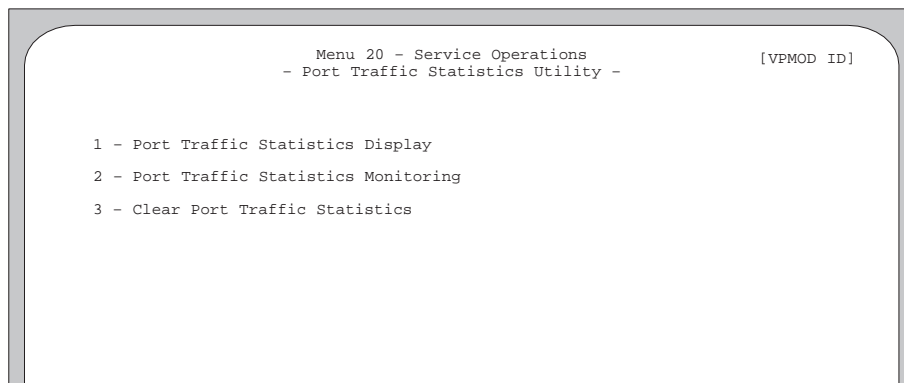 Menu 20 – Service Operations
[VPMOD ID]
– Port Traffic Statistics Utility –
1 – Port Traffic Statistics Display
2 – Port Traffic Statistics Monitoring
3 – Clear Port Traffic Statistics